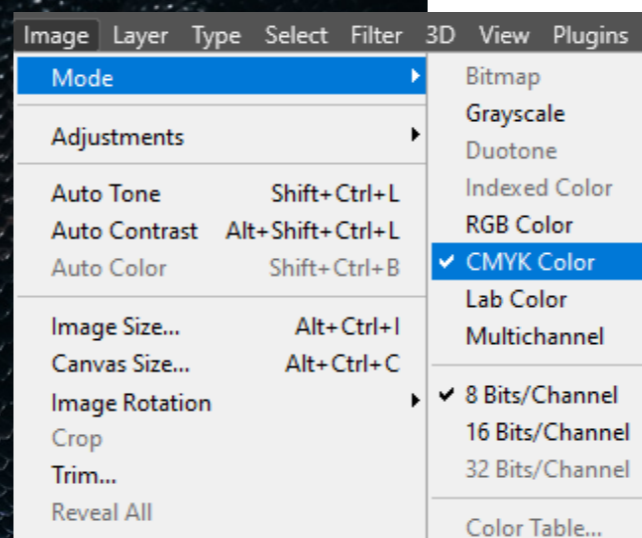 Image Layer Type Select Filter 3D View Plugins
Mode
Adjustments
Auto Tone Shift+Ctrl+L
Auto Contrast Alt+Shift+Ctrl+L
Auto Color Shift+Ctrl+B
Image Size... Alt+Ctrl+I
Canvas Size... Alt+Ctrl+C
Image Rotation
Crop
Trim...
Reveal All
Bitmap
Grayscale
Duotone
Indexed Color
RGB Color
CMYK Color
Lab Color
Multichannel
8 Bits/Channel
16 Bits/Channel
32 Bits/Channel
Color Table...